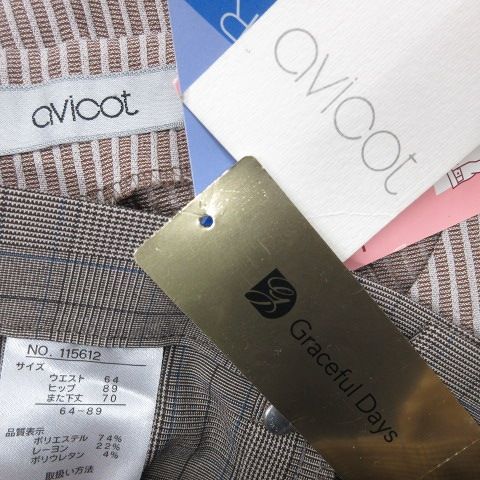 avicot
avicot
Graceful Days
NO. 115612
サイズ
ウエスト 64
ヒップ 89
また下丈 70
64-89
品質表示
ポリエステル 74%
レーヨン 22%
ポリウレタン 4%
取扱い方法